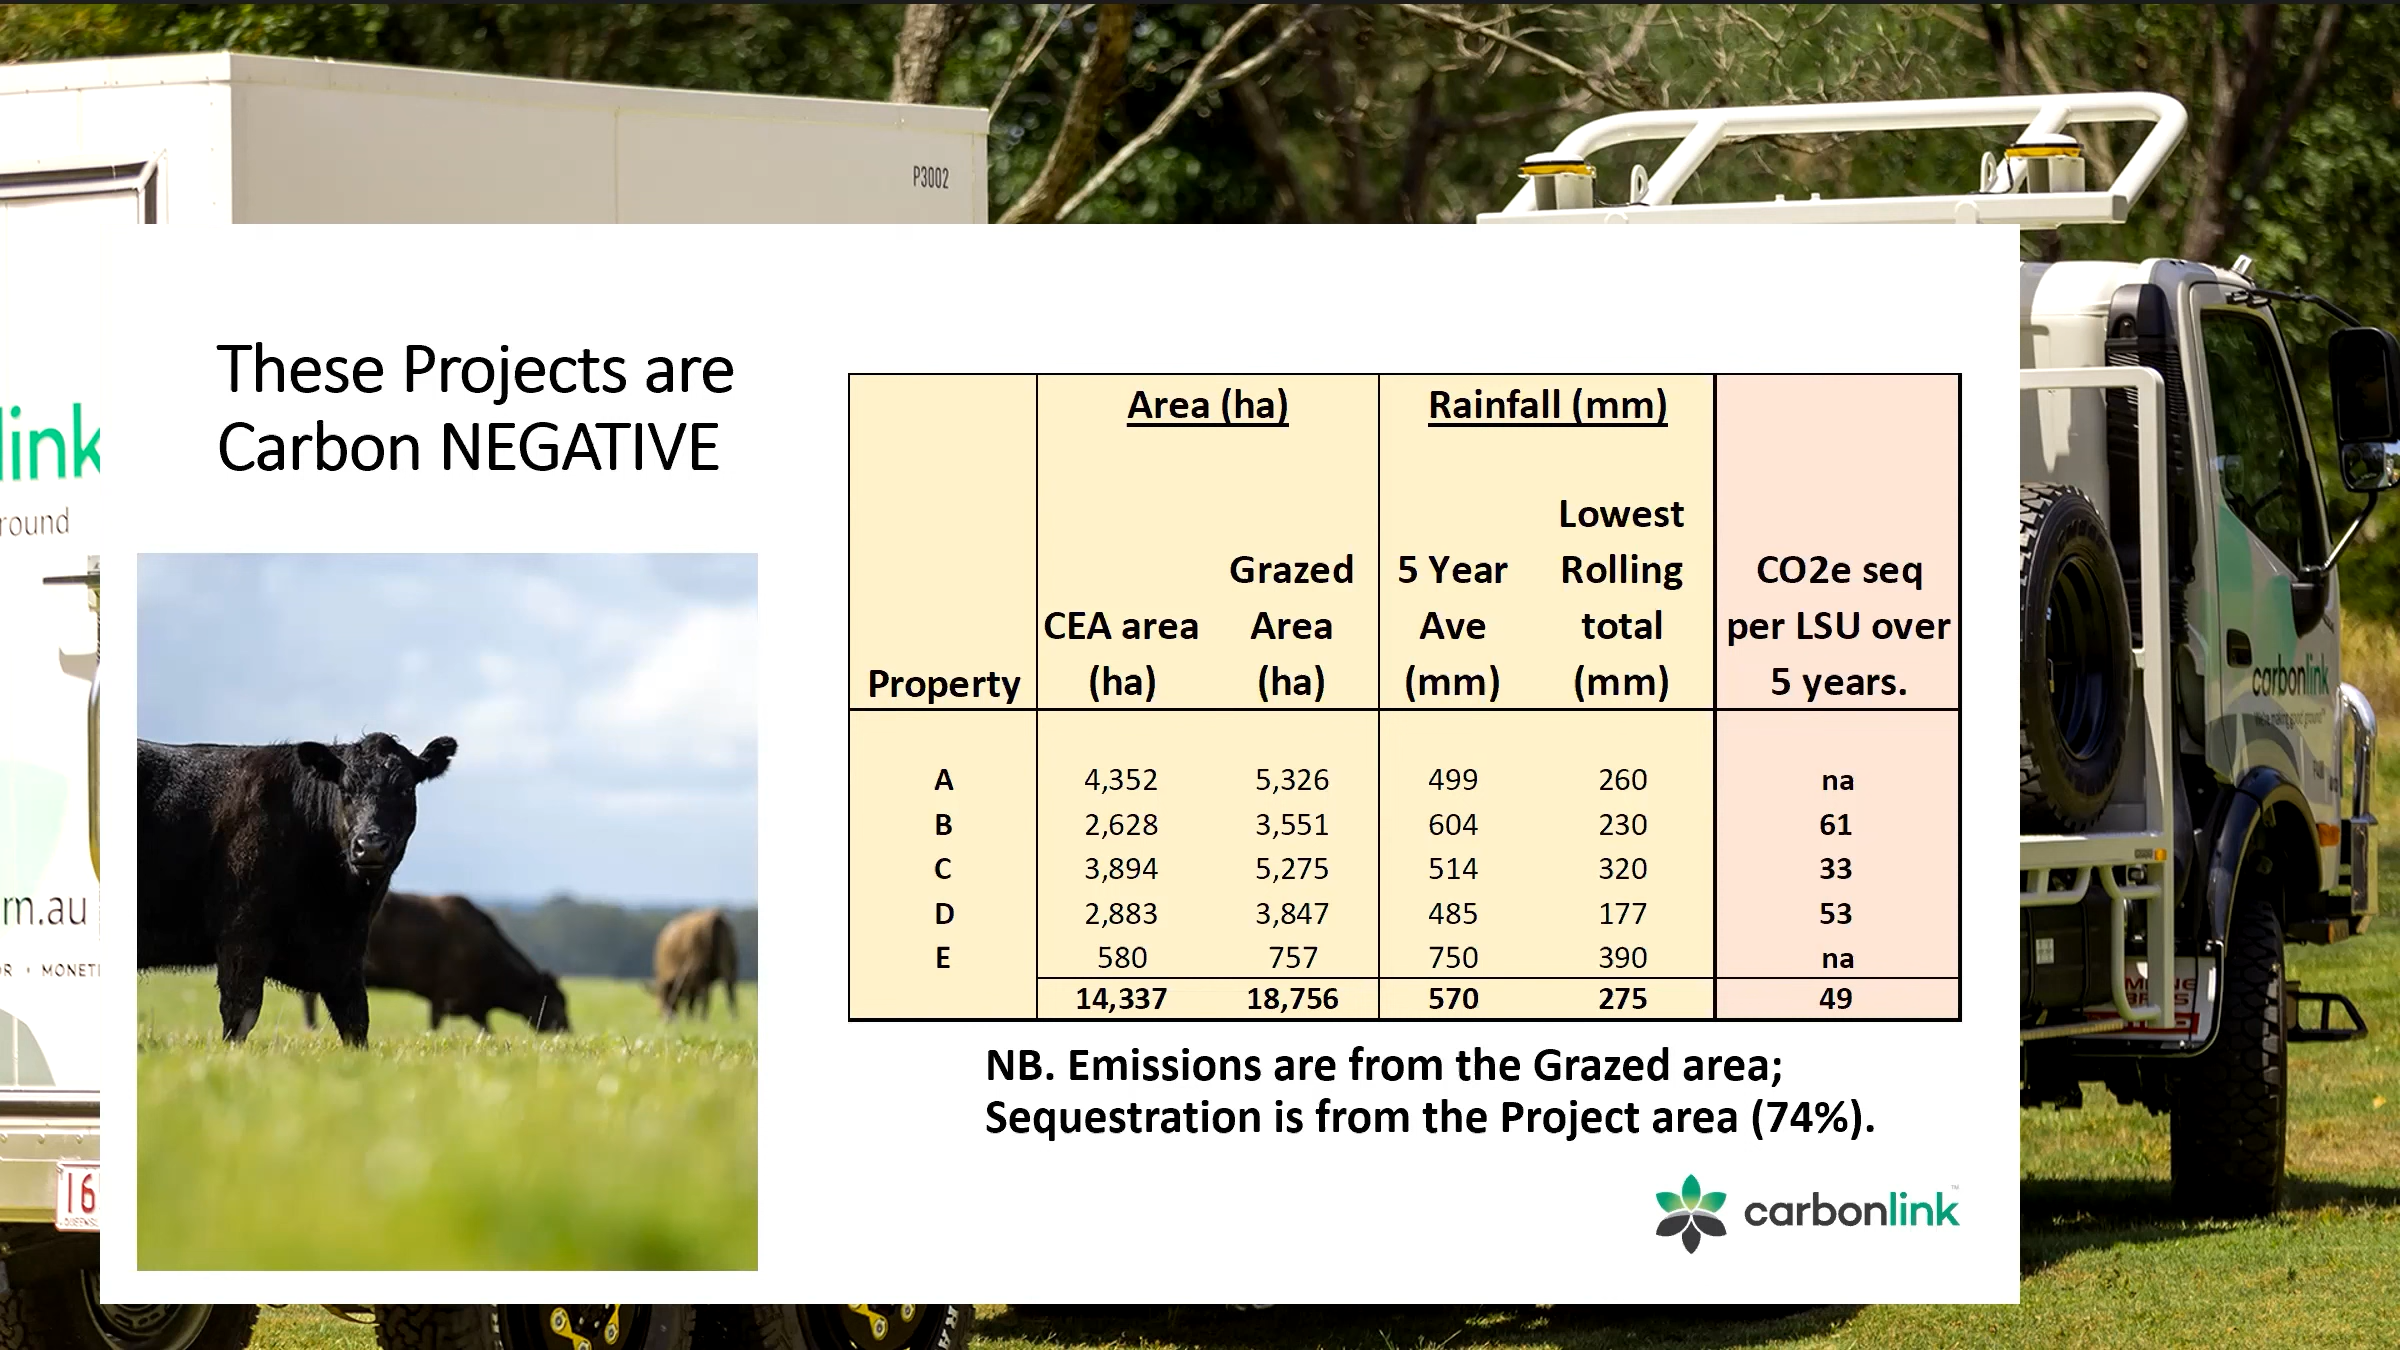 P3002
link
round
rn.au
16
carbonlink
These Projects are
Carbon NEGATIVE
Area (ha)
Rainfall (mm)
Property
CEA area
(ha)
Grazed
Area
(ha)
5 Year
Ave
(mm)
Lowest
Rolling
total
(mm)
CO2e seq
per LSU over
5 years.
A 4,352 5,326 499 260 na
B 2,628 3,551 604 230 61
C 3,894 5,275 514 320 33
D 2,883 3,847 485 177 53
E 580 757 750 390 na
14,337 18,756 570 275 49
NB. Emissions are from the Grazed area;
Sequestration is from the Project area (74%).
carbonlink™